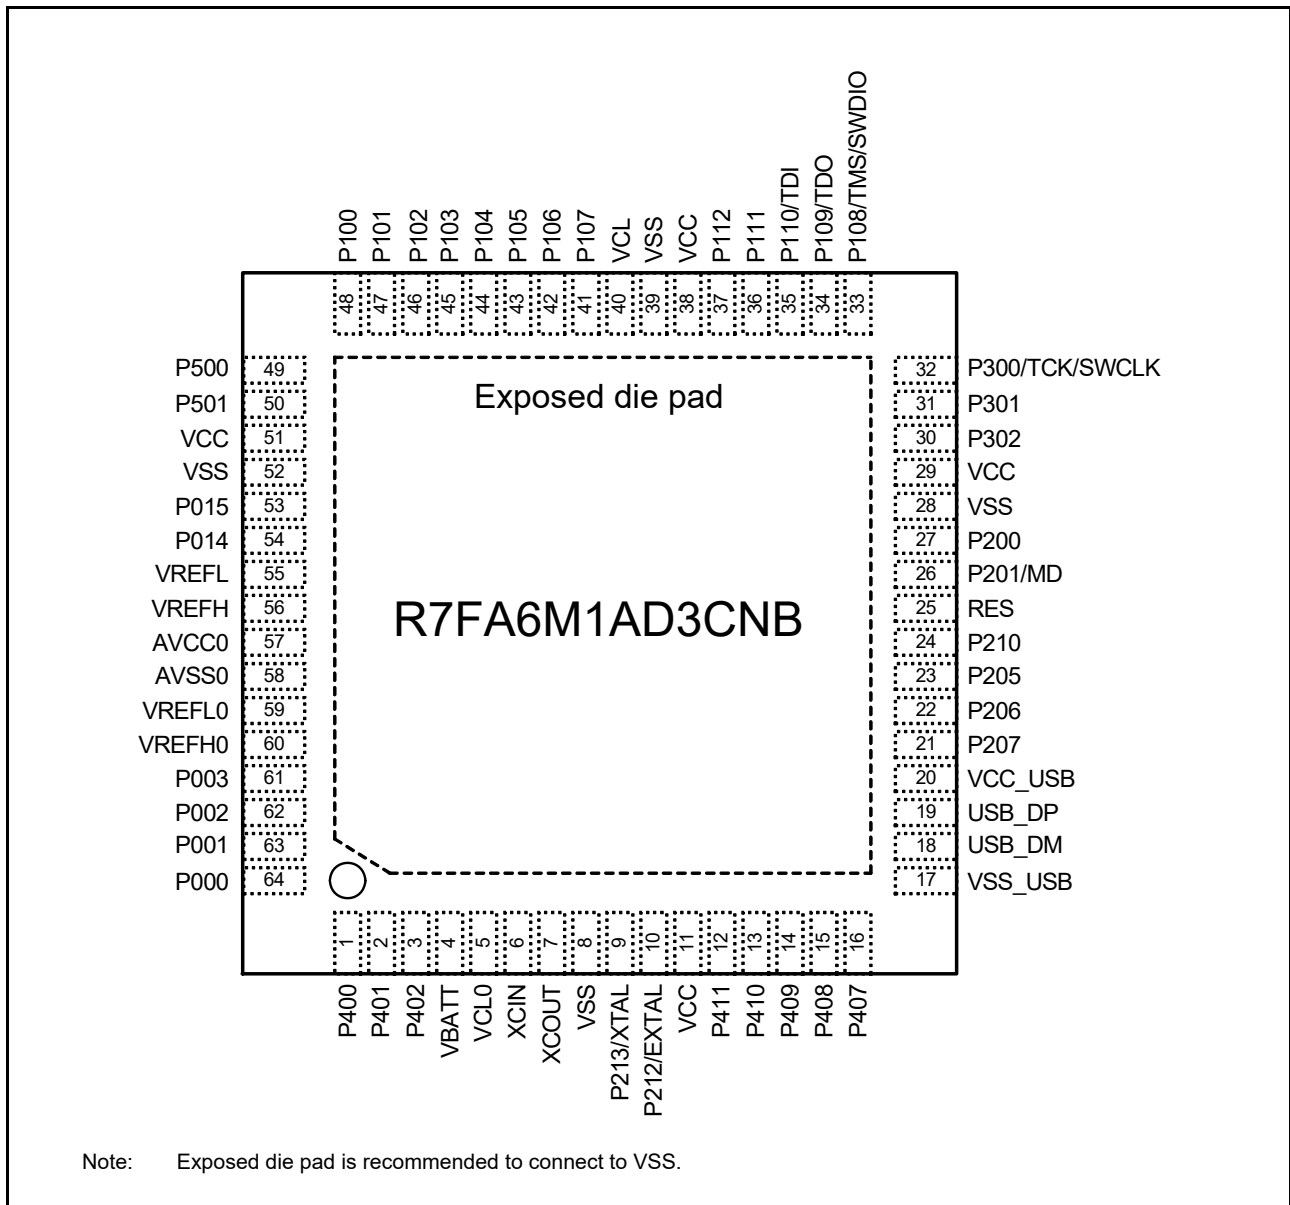 P100
P101
P102
P103
P104
P105
P106
P107
VCL
VSS
VCC
P112
P111
P110/TDI
P109/TDO
P108/TMS/SWDIO
48
47
46
45
44
43
42
41
40
39
38
37
36
35
34
33
P500 49
P501 50
VCC 51
VSS 52
P015 53
P014 54
VREFL 55
VREFH 56
AVCC0 57
AVSS0 58
VREFL0 59
VREFH0 60
P003 61
P002 62
P001 63
P000 64
Exposed die pad
R7FA6M1AD3CNB
32 P300/TCK/SWCLK
31 P301
30 P302
29 VCC
28 VSS
27 P200
26 P201/MD
25 RES
24 P210
23 P205
22 P206
21 P207
20 VCC_USB
19 USB_DP
18 USB_DM
17 VSS_USB
1
2
3
4
5
6
7
8
9
10
11
12
13
14
15
16
P400
P401
P402
VBATT
VCL0
XCIN
XCOUT
VSS
P213/XTAL
P212/EXTAL
VCC
P411
P410
P409
P408
P407
Note: Exposed die pad is recommended to connect to VSS.